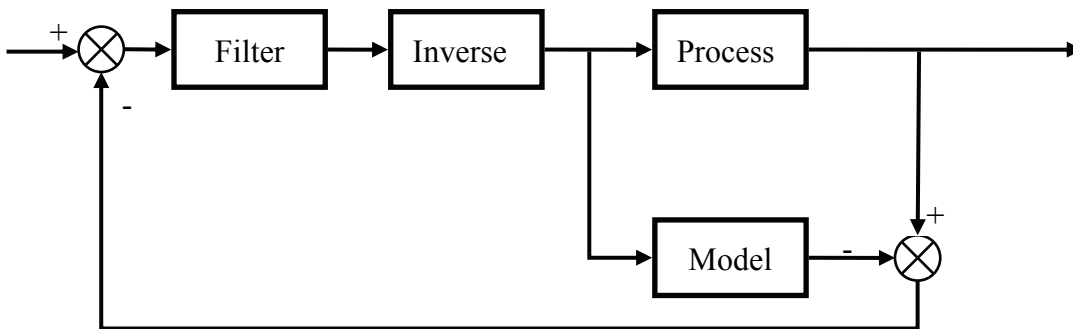 +
Filter
Inverse
Process
-
+
Model
-